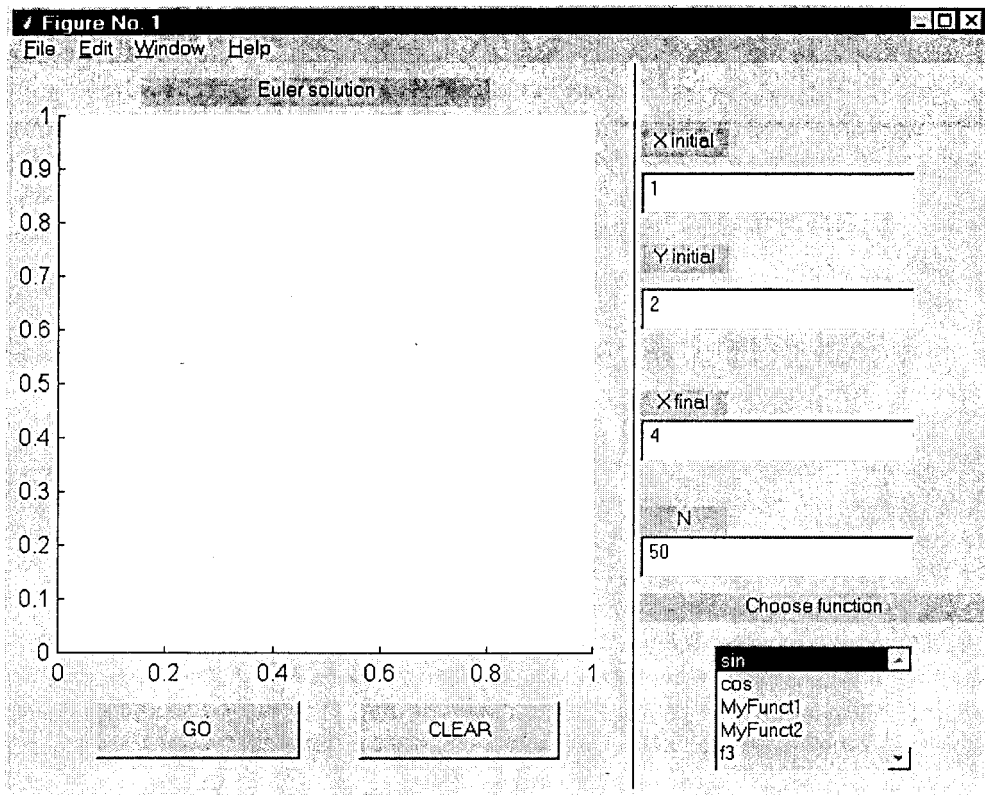 Figure No. 1
File Edit Window Help
Euler solution
1
0.9
0.8
0.7
0.6
0.5
0.4
0.3
0.2
0.1
0
0 0.2 0.4 0.6 0.8 1
GO CLEAR
X initial
1
Y initial
2
X final
4
N
50
Choose function
sin
cos
MyFunct1
MyFunct2
f3